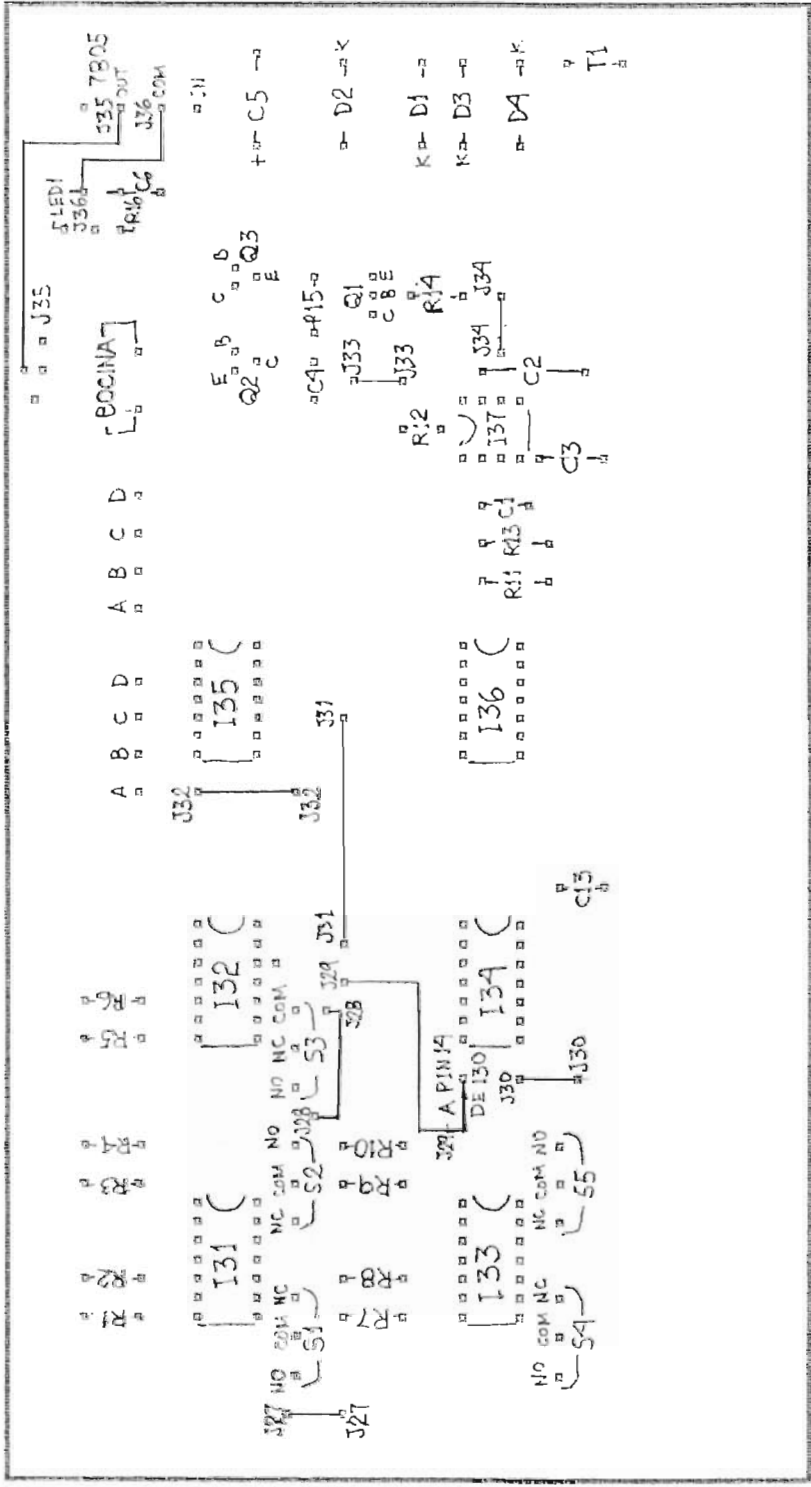 R1 R2 R3 R4 R5 R6
A B C D A B C D
BOCINA
J35
LED1
J36
R16 C6
J35 7805
OUT
J36
COM
IN
I31 I32 I35
J32
J32
E B
Q2 C
C B
Q3
E
+ C5
NO COM NC
S1
NC COM NO
S2
NO NC COM
S3
J27
J27
J28
J28
J29
J31 J31
C4 R15
J33
J33
D2 K
R7 R8 R9 R10
Q1
C B E
K D1
K D3
R12
R14
J29 A PIN 14
DE I30
I33 I34 I36
J30
J30
I37
J34 J34
R11 R13 C1
C2
C3
D4 K
T1
NO COM NC
S4
NC COM NO
S5
C13